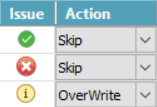 Issue Action
Skip
Skip
OverWrite